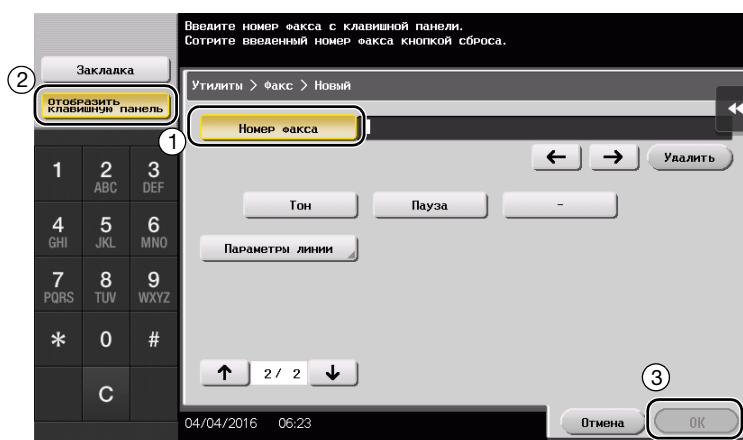 Введите номер факса с клавишной панели.
Сотрите введенный номер факса кнопкой сброса.
2
Закладка
Отобразить
клавишную панель
Утилиты > Факс > Новый
1
Номер факса
← → Удалить
1 2 3
ABC DEF
Тон Пауза -
4 5 6
GHI JKL MNO
Параметры линии
7 8 9
PQRS TUV WXYZ
* 0 #
↑ 2/ 2 ↓
3
C
04/04/2016 06:23
Отмена OK